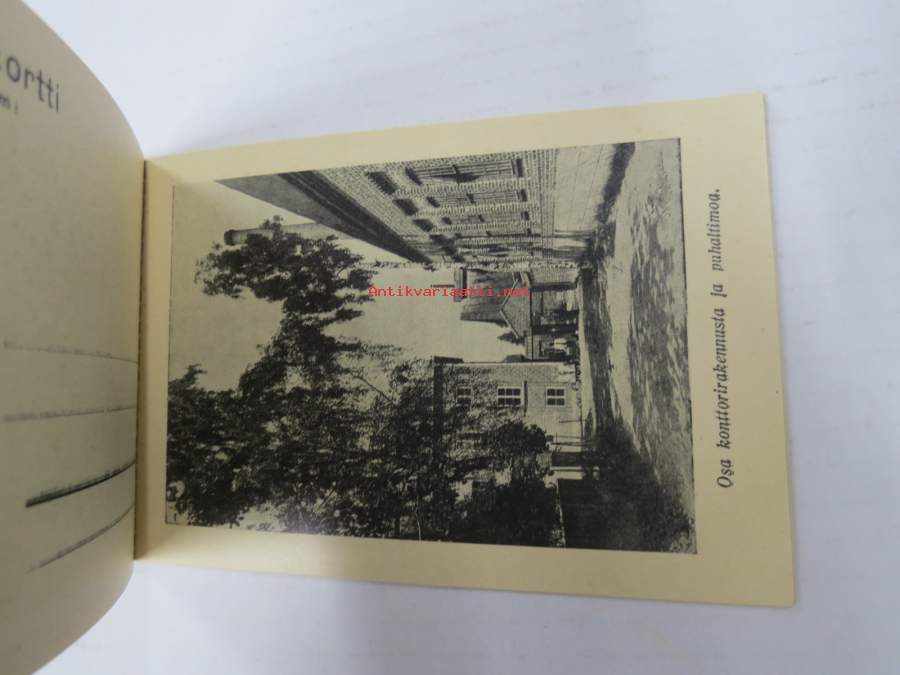 ortti
Antikvariaatti.net
Osa konttorirakennusta ja puhaltimoa.